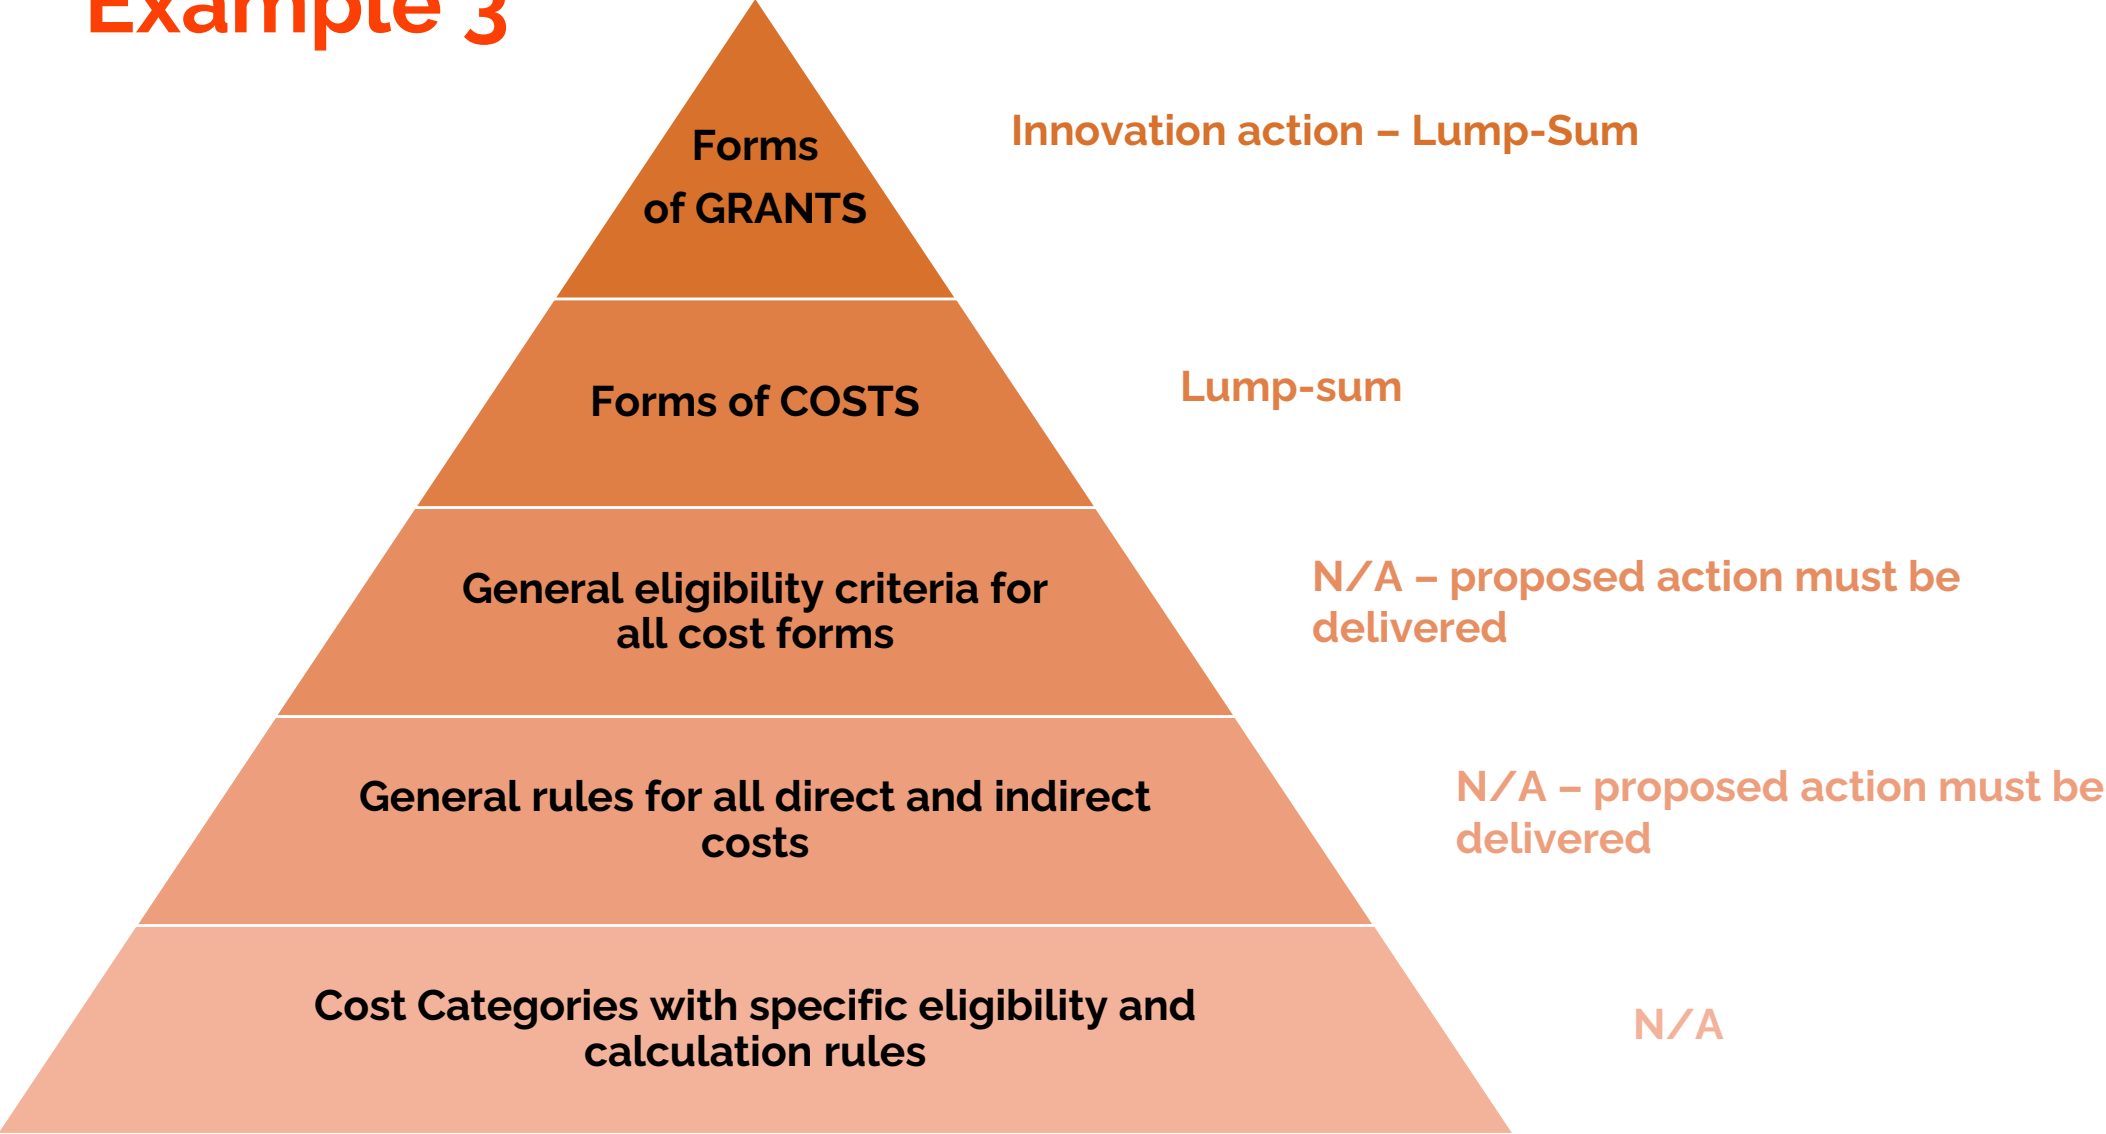 Example 3
Forms
of GRANTS
Innovation action – Lump-Sum
Forms of COSTS
Lump-sum
General eligibility criteria for
all cost forms
N/A – proposed action must be
delivered
General rules for all direct and indirect
costs
N/A – proposed action must be
delivered
Cost Categories with specific eligibility and
calculation rules
N/A